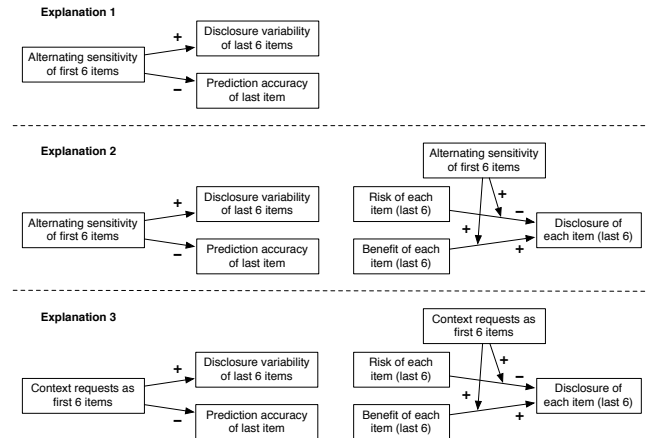 Explanation 1
Alternating sensitivity
of first 6 items
+
Disclosure variability
of last 6 items
–
Prediction accuracy
of last item
Explanation 2
Alternating sensitivity
of first 6 items
+
Disclosure variability
of last 6 items
–
Prediction accuracy
of last item
Alternating sensitivity
of first 6 items
Risk of each
item (last 6)
+
–
Benefit of each
item (last 6)
+
+
Disclosure of
each item (last 6)
Explanation 3
Context requests as
first 6 items
+
Disclosure variability
of last 6 items
–
Prediction accuracy
of last item
Context requests as
first 6 items
Risk of each
item (last 6)
+
–
Benefit of each
item (last 6)
+
+
Disclosure of
each item (last 6)